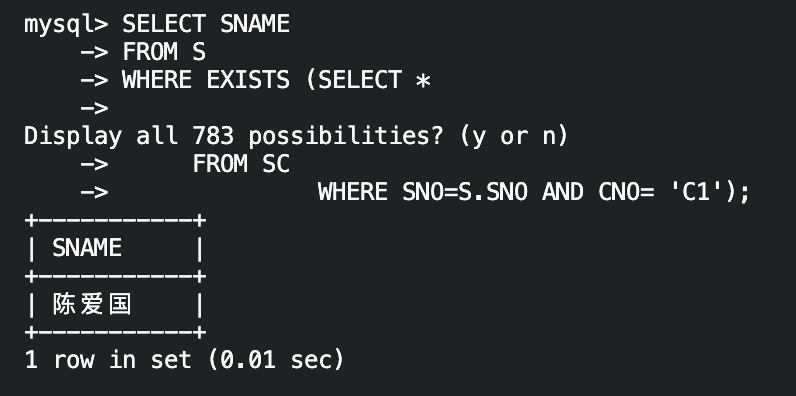 mysql> SELECT SNAME
    -> FROM S
    -> WHERE EXISTS (SELECT *
    ->
Display all 783 possibilities? (y or n)
    ->      FROM SC
    ->               WHERE SNO=S.SNO AND CNO= 'C1');
+-----------+
| SNAME     |
+-----------+
| 陈爱国    |
+-----------+
1 row in set (0.01 sec)